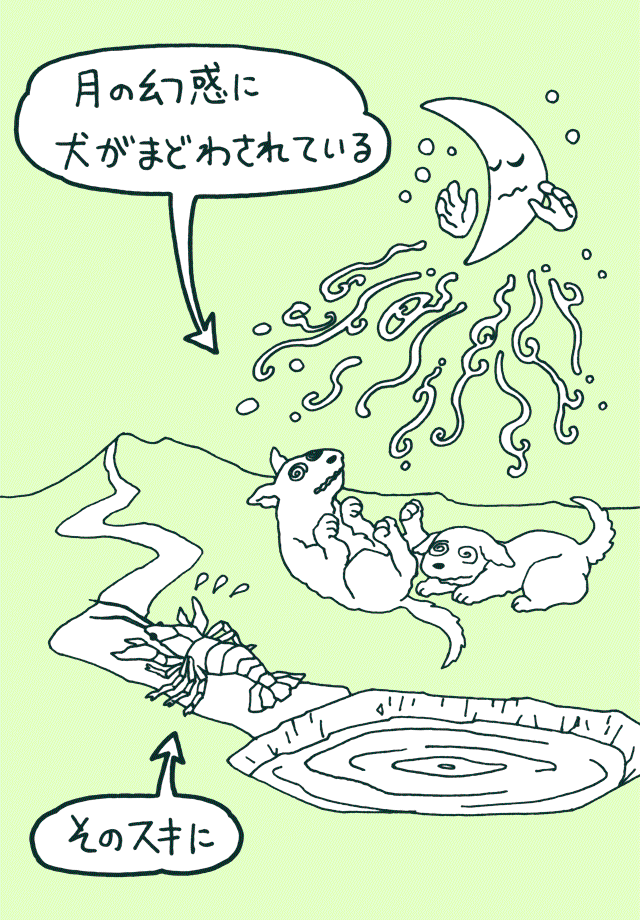 月の幻惑に
犬がまどわされている
そのスキに